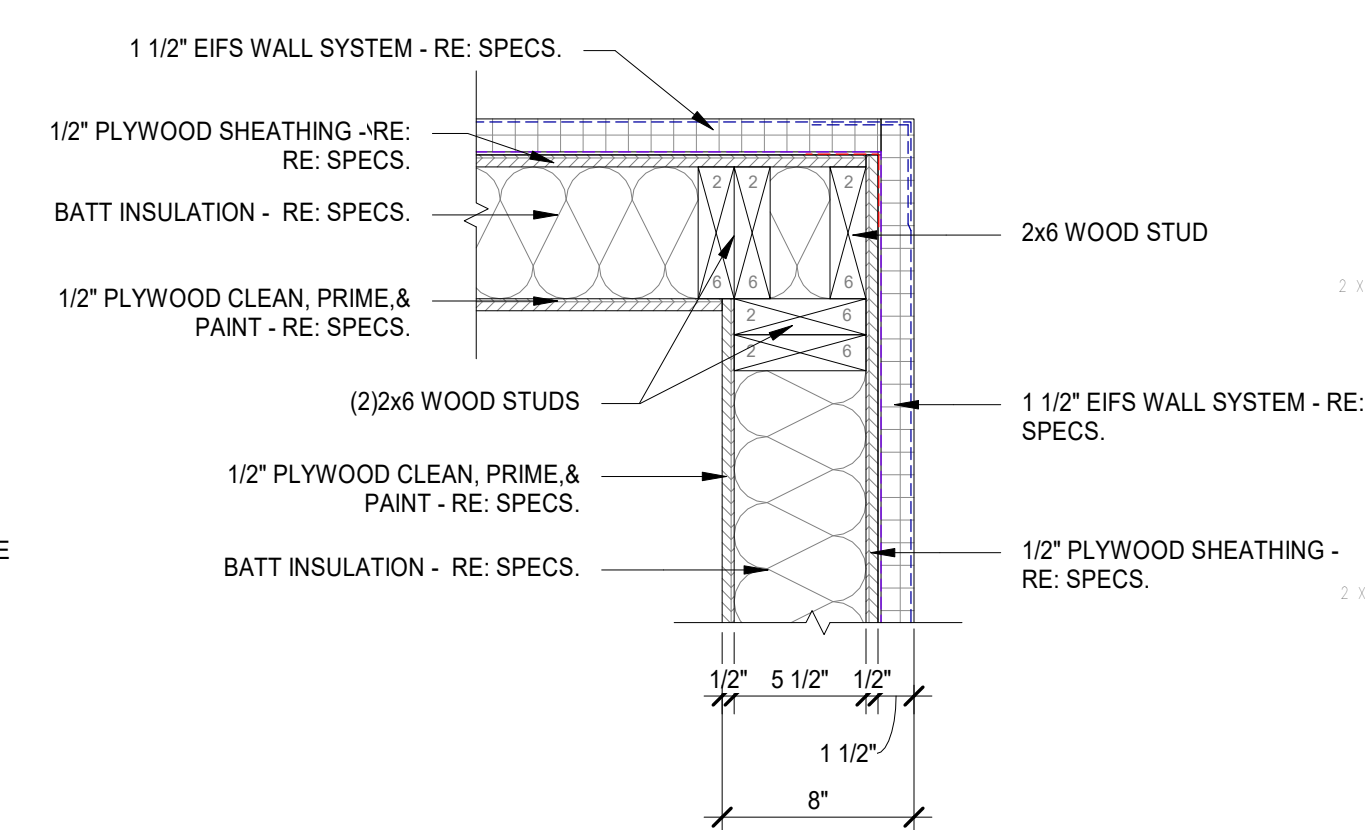 1 1/2" EIFS WALL SYSTEM - RE: SPECS.
1/2" PLYWOOD SHEATHING - RE:
RE: SPECS.
BATT INSULATION - RE: SPECS.
1/2" PLYWOOD CLEAN, PRIME,&
PAINT - RE: SPECS.
(2)2x6 WOOD STUDS
1/2" PLYWOOD CLEAN, PRIME,&
PAINT - RE: SPECS.
BATT INSULATION - RE: SPECS.
E
2 2 2
6 6 6
2 6
2 6
2x6 WOOD STUD
2 X
1 1/2" EIFS WALL SYSTEM - RE:
SPECS.
1/2" PLYWOOD SHEATHING -
RE: SPECS.
2 X
1/2" 5 1/2" 1/2"
1 1/2"
8"